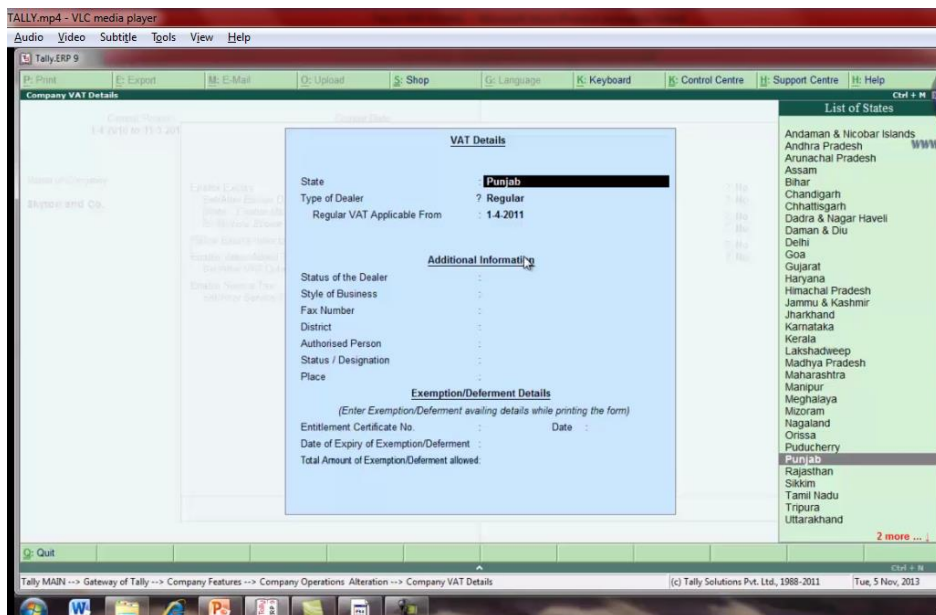 TALLY.mp4 - VLC media player
Audio Video Subtitle Tools View Help
Tally.ERP 9
P: Print E: Export M: E-Mail O: Upload S: Shop G: Language K: Keyboard K: Control Centre H: Support Centre H: Help
Company VAT Details Ctrl + M
List of States
VAT Details
State : Punjab
Type of Dealer ? Regular
Regular VAT Applicable From : 1-4-2011
Additional Information
Status of the Dealer :
Style of Business :
Fax Number :
District :
Authorised Person :
Status / Designation :
Place :
Exemption/Deferment Details
(Enter Exemption/Deferment availing details while printing the form)
Entitlement Certificate No. : Date :
Date of Expiry of Exemption/Deferment :
Total Amount of Exemption/Deferment allowed:
Andaman & Nicobar Islands
Andhra Pradesh
Arunachal Pradesh
Assam
Bihar
Chandigarh
Chhattisgarh
Dadra & Nagar Haveli
Daman & Diu
Delhi
Goa
Gujarat
Haryana
Himachal Pradesh
Jammu & Kashmir
Jharkhand
Karnataka
Kerala
Lakshadweep
Madhya Pradesh
Maharashtra
Manipur
Meghalaya
Mizoram
Nagaland
Orissa
Puducherry
Punjab
Rajasthan
Sikkim
Tamil Nadu
Tripura
Uttarakhand
2 more ... ↓
www
Q: Quit
Ctrl + N
Tally MAIN --> Gateway of Tally --> Company Features --> Company Operations Alteration --> Company VAT Details (c) Tally Solutions Pvt. Ltd., 1988-2011 Tue, 5 Nov, 2013